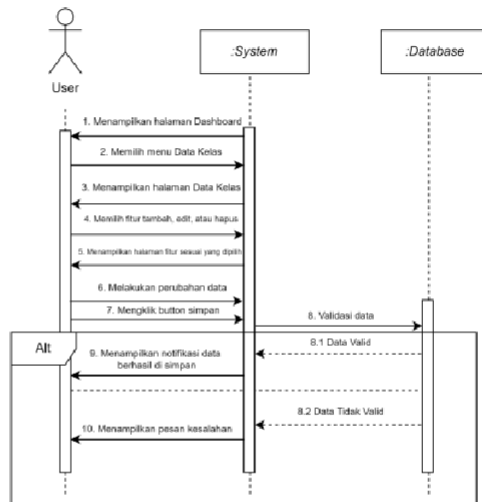 :System
:Database
User
1. Menampilkan halaman Dashboard
2. Memilih menu Data Kelas
3. Menampilkan halaman Data Kelas
4. Memilih fitur tambah, edit, atau hapus
5. Menampilkan halaman fitur sesuai yang dipilih
6. Melakukan perubahan data
7. Mengklik button simpan
8. Validasi data
Alt
8.1 Data Valid
9. Menampilkan notifikasi data
berhasil di simpan
8.2 Data Tidak Valid
10. Menampilkan pesan kesalahan